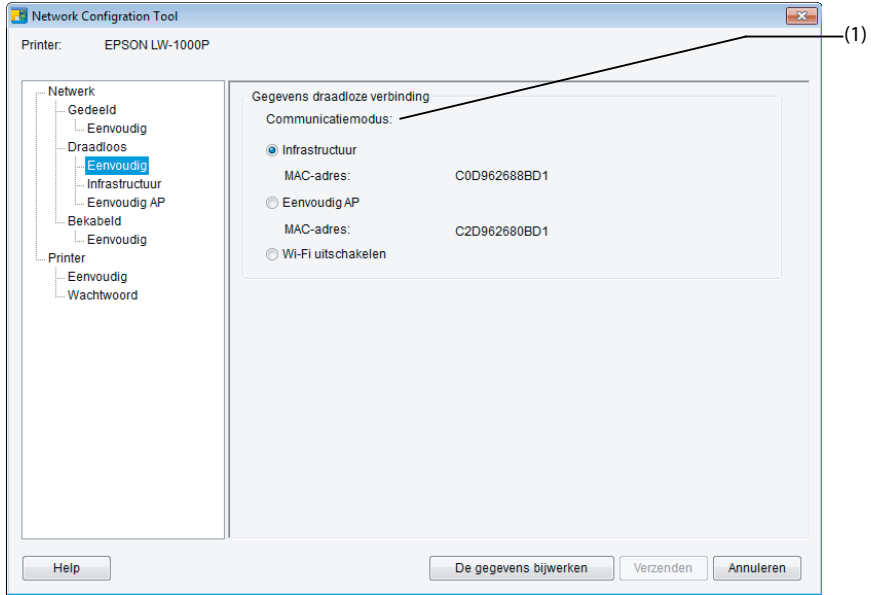 Network Configration Tool
Printer: EPSON LW-1000P
(1)
Netwerk
Gedeeld
Eenvoudig
Draadloos
Eenvoudig
Infrastructuur
Eenvoudig AP
Bekabeld
Eenvoudig
Printer
Eenvoudig
Wachtwoord
Gegevens draadloze verbinding
Communicatiemodus:
Infrastructuur
MAC-adres: C0D962688BD1
Eenvoudig AP
MAC-adres: C2D962680BD1
Wi-Fi uitschakelen
Help
De gegevens bijwerken
Verzenden
Annuleren